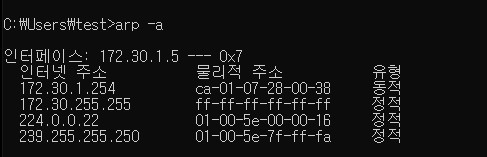 C:\Users\test>arp -a
인터페이스: 172.30.1.5 --- 0x7
인터넷 주소 물리적 주소 유형
172.30.1.254 ca-01-07-28-00-38 동적
172.30.255.255 ff-ff-ff-ff-ff-ff 정적
224.0.0.22 01-00-5e-00-00-16 정적
239.255.255.250 01-00-5e-7f-ff-fa 정적